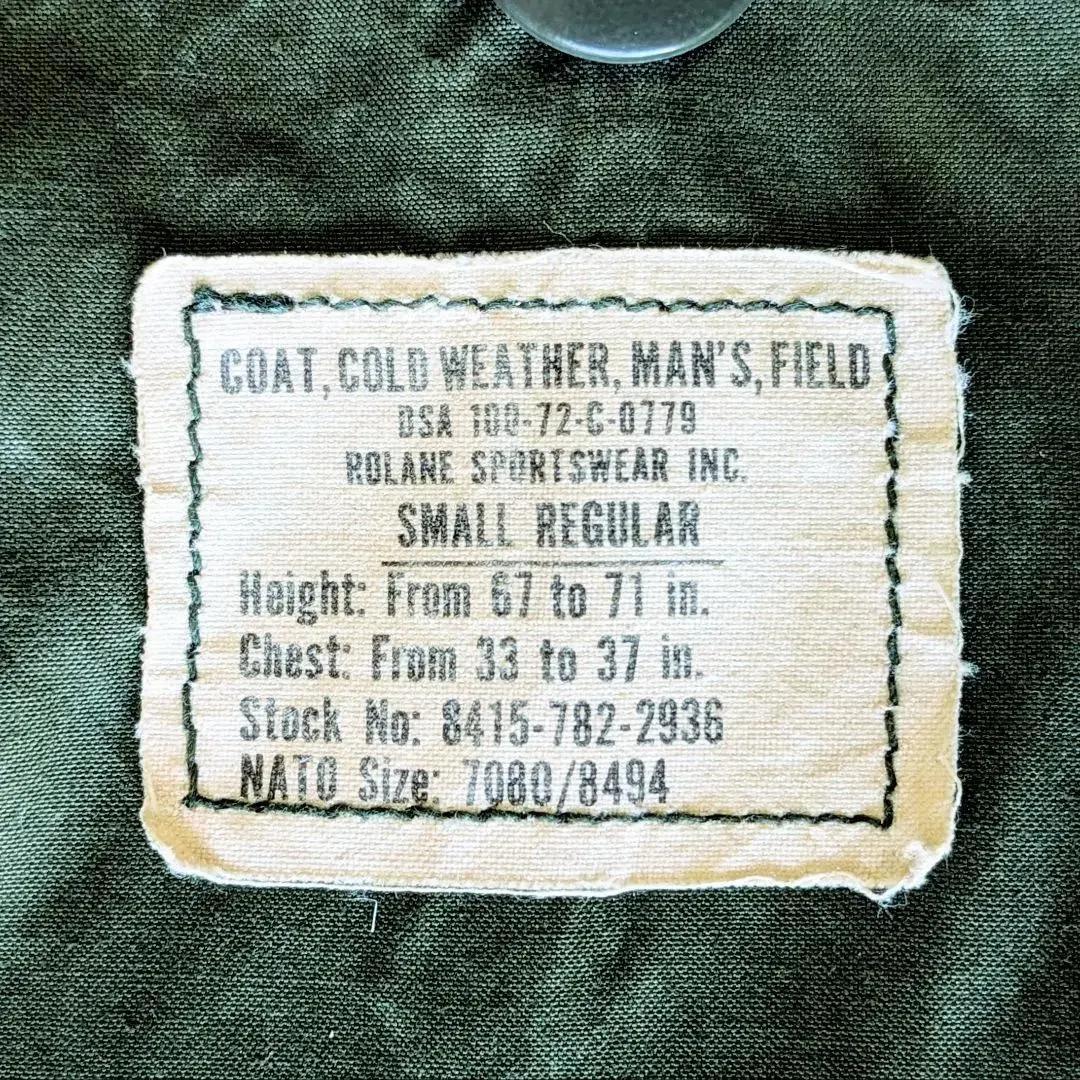 COAT, COLD WEATHER, MAN'S, FIELD
DSA 100-72-C-0779
ROLANE SPORTSWEAR INC.
SMALL REGULAR
Height: From 67 to 71 in.
Chest: From 33 to 37 in.
Stock No: 8415-782-2936
NATO Size: 7080/8494